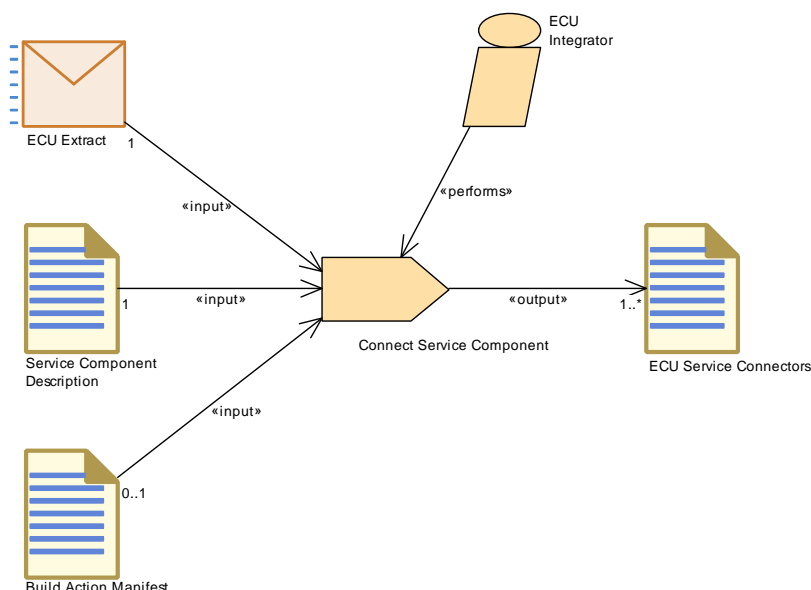 ECU
Integrator
ECU Extract
1
«input»
«performs»
Service Component
Description
1
«input»
Connect Service Component
«output»
1..*
ECU Service Connectors
«input»
0..1
Build Action Manifest